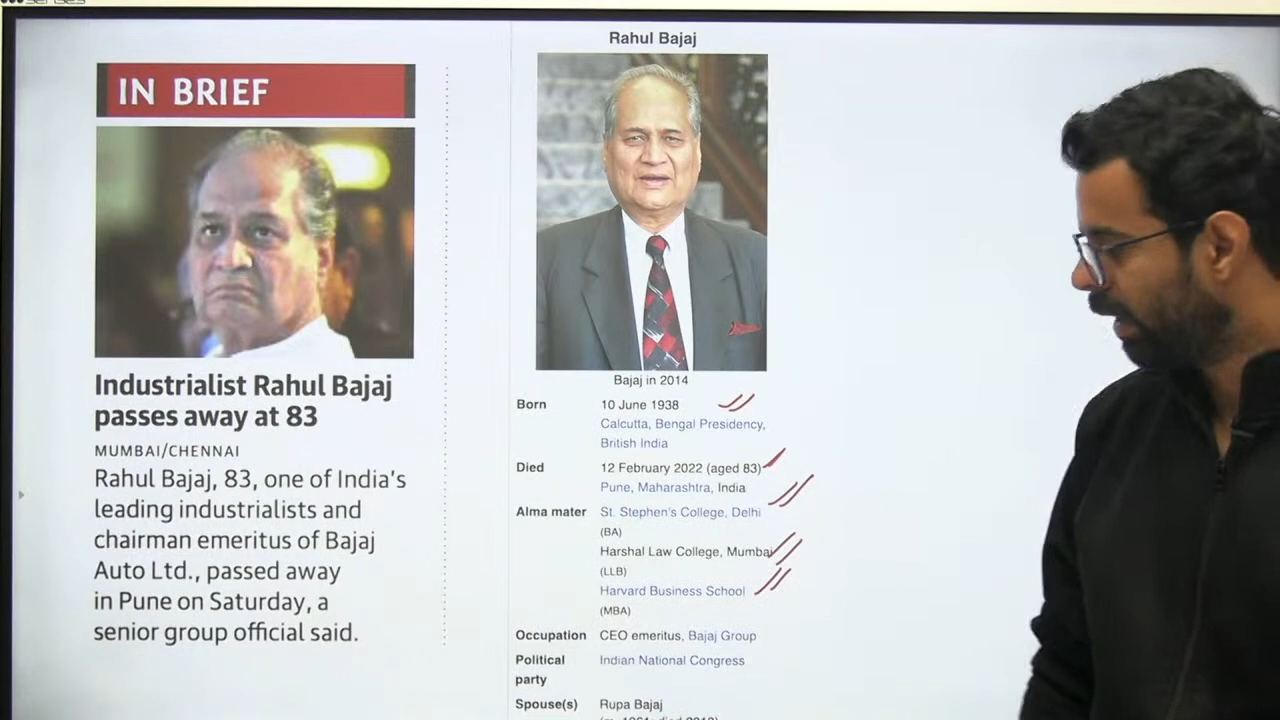 IN BRIEF
Industrialist Rahul Bajaj
passes away at 83
MUMBAI/CHENNAI
Rahul Bajaj, 83, one of India's
leading industrialists and
chairman emeritus of Bajaj
Auto Ltd., passed away
in Pune on Saturday, a
senior group official said.
Rahul Bajaj
Bajaj in 2014
Born 10 June 1938
Calcutta, Bengal Presidency,
British India
Died 12 February 2022 (aged 83)
Pune, Maharashtra, India
Alma mater St. Stephen's College, Delhi
(BA)
Harshal Law College, Mumbai
(LLB)
Harvard Business School
(MBA)
Occupation CEO emeritus, Bajaj Group
Political Indian National Congress
party
Spouse(s) Rupa Bajaj